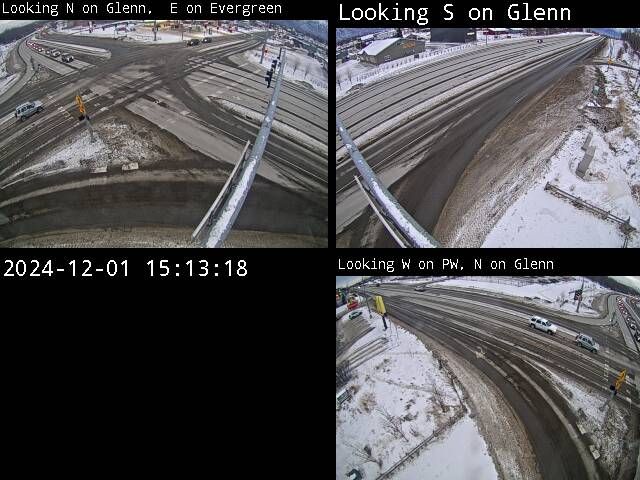 Looking N on Glenn,  E on Evergreen
Looking S on Glenn
2024-12-01 15:13:18
Looking W on PW, N on Glenn